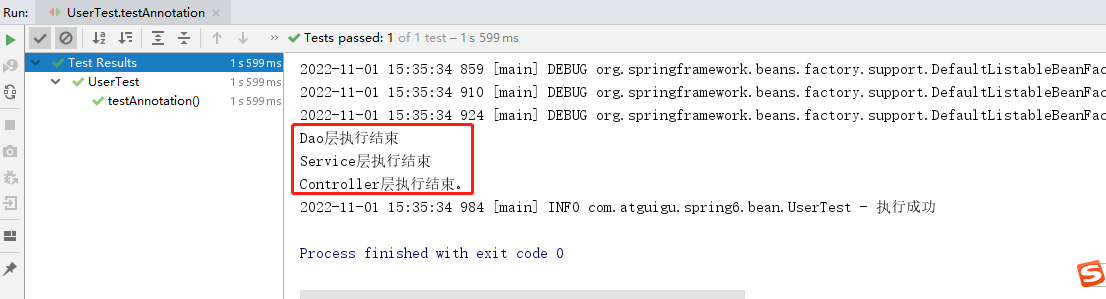 Run: UserTest.testAnnotation ×
» Tests passed: 1 of 1 test – 1 s 599 ms
Test Results 1 s 599 ms
UserTest 1 s 599 ms
testAnnotation() 1 s 599 ms
2022-11-01 15:35:34 859 [main] DEBUG org.springframework.beans.factory.support.DefaultListableBeanFac
2022-11-01 15:35:34 910 [main] DEBUG org.springframework.beans.factory.support.DefaultListableBeanFac
2022-11-01 15:35:34 924 [main] DEBUG org.springframework.beans.factory.support.DefaultListableBeanFac
Dao层执行结束
Service层执行结束
Controller层执行结束。
2022-11-01 15:35:34 984 [main] INFO com.atguigu.spring6.bean.UserTest - 执行成功
Process finished with exit code 0